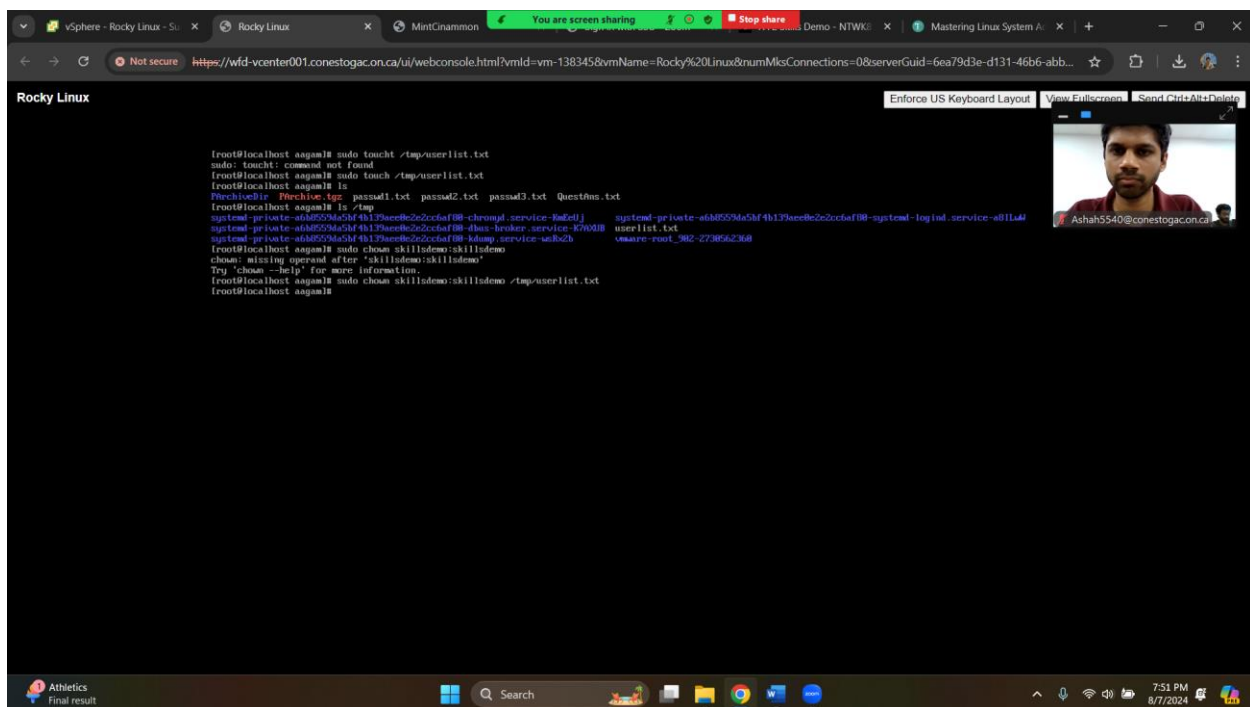 vSphere - Rocky Linux - Su
Rocky Linux
MintCinammon
You are screen sharing
Stop share
Demo - NTWK8
Mastering Linux System A
Not secure
https://wfd-vcenter001.conestogac.on.ca/ui/webconsole.html?vmId=vm-138345&vmName=Rocky%20Linux&numMksConnections=0&serverGuid=6ea79d3e-d131-46b6-abb...
Rocky Linux
Enforce US Keyboard Layout
View Fullscreen
Send Ctrl+Alt+Delete
[root@localhost aagam]# sudo toucht /tmp/userlist.txt
sudo: toucht: command not found
[root@localhost aagam]# sudo touch /tmp/userlist.txt
[root@localhost aagam]# ls
PArchiveDir PArchive.tgz passwd1.txt passwd2.txt passwd3.txt QuestAns.txt
[root@localhost aagam]# ls /tmp
userlist.txt
vmware-root_902-2730562360
[root@localhost aagam]# sudo chown skillsdemo:skillsdemo
chown: missing operand after 'skillsdemo:skillsdemo'
Try 'chown --help' for more information.
[root@localhost aagam]# sudo chown skillsdemo:skillsdemo /tmp/userlist.txt
[root@localhost aagam]#
Ashah5540@conestogac.on.ca
Athletics
Final result
Search
7:51 PM
8/7/2024